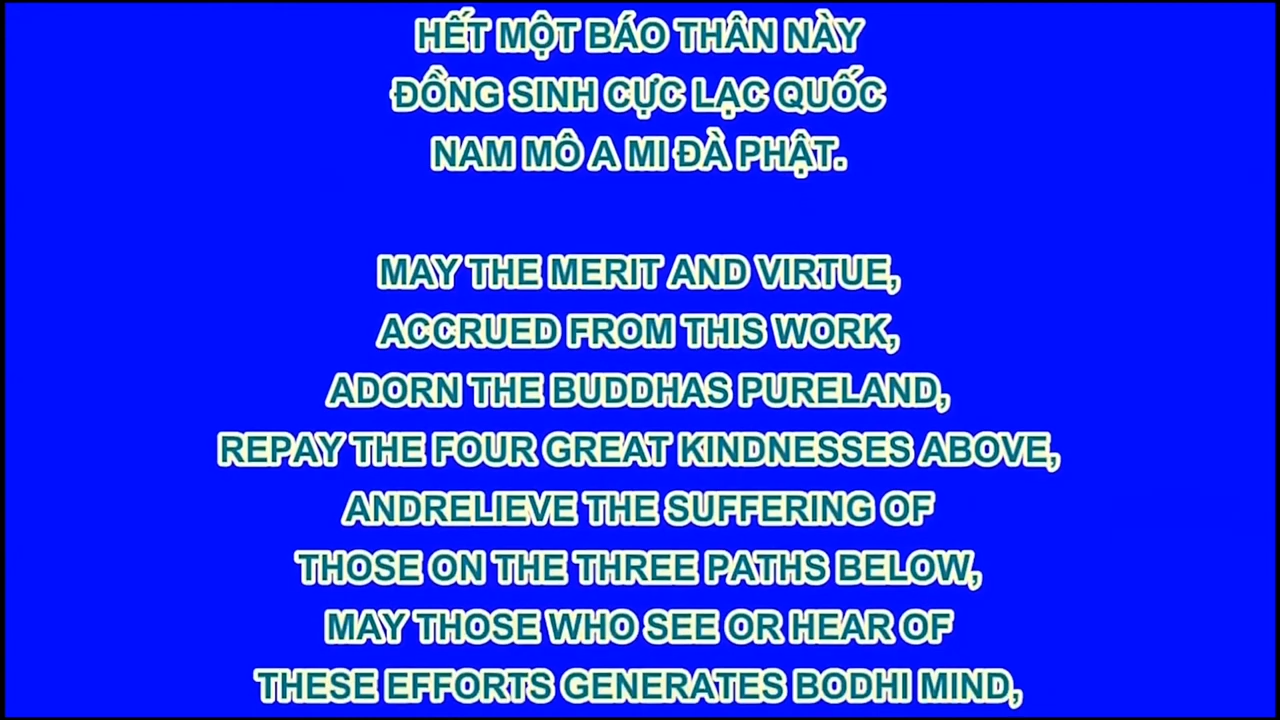 HẾT MỘT BÁO THÂN NÀY
ĐỒNG SINH CỰC LẠC QUỐC
NAM MÔ A MI ĐÀ PHẬT.
MAY THE MERIT AND VIRTUE,
ACCRUED FROM THIS WORK,
ADORN THE BUDDHAS PURELAND,
REPAY THE FOUR GREAT KINDNESSES ABOVE,
ANDRELIEVE THE SUFFERING OF
THOSE ON THE THREE PATHS BELOW,
MAY THOSE WHO SEE OR HEAR OF
THESE EFFORTS GENERATES BODHI MIND,